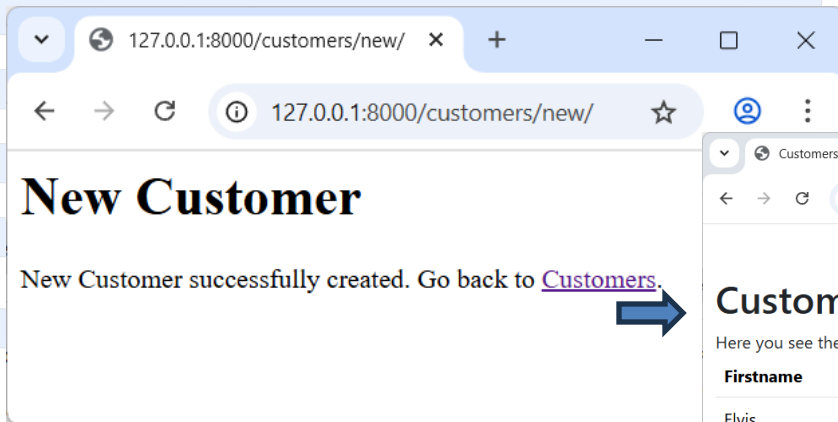 127.0.0.1:8000/customers/new/
127.0.0.1:8000/customers/new/
New Customer
New Customer successfully created. Go back to Customers.
Customers
Custom
Here you see the
Firstname
Elvis